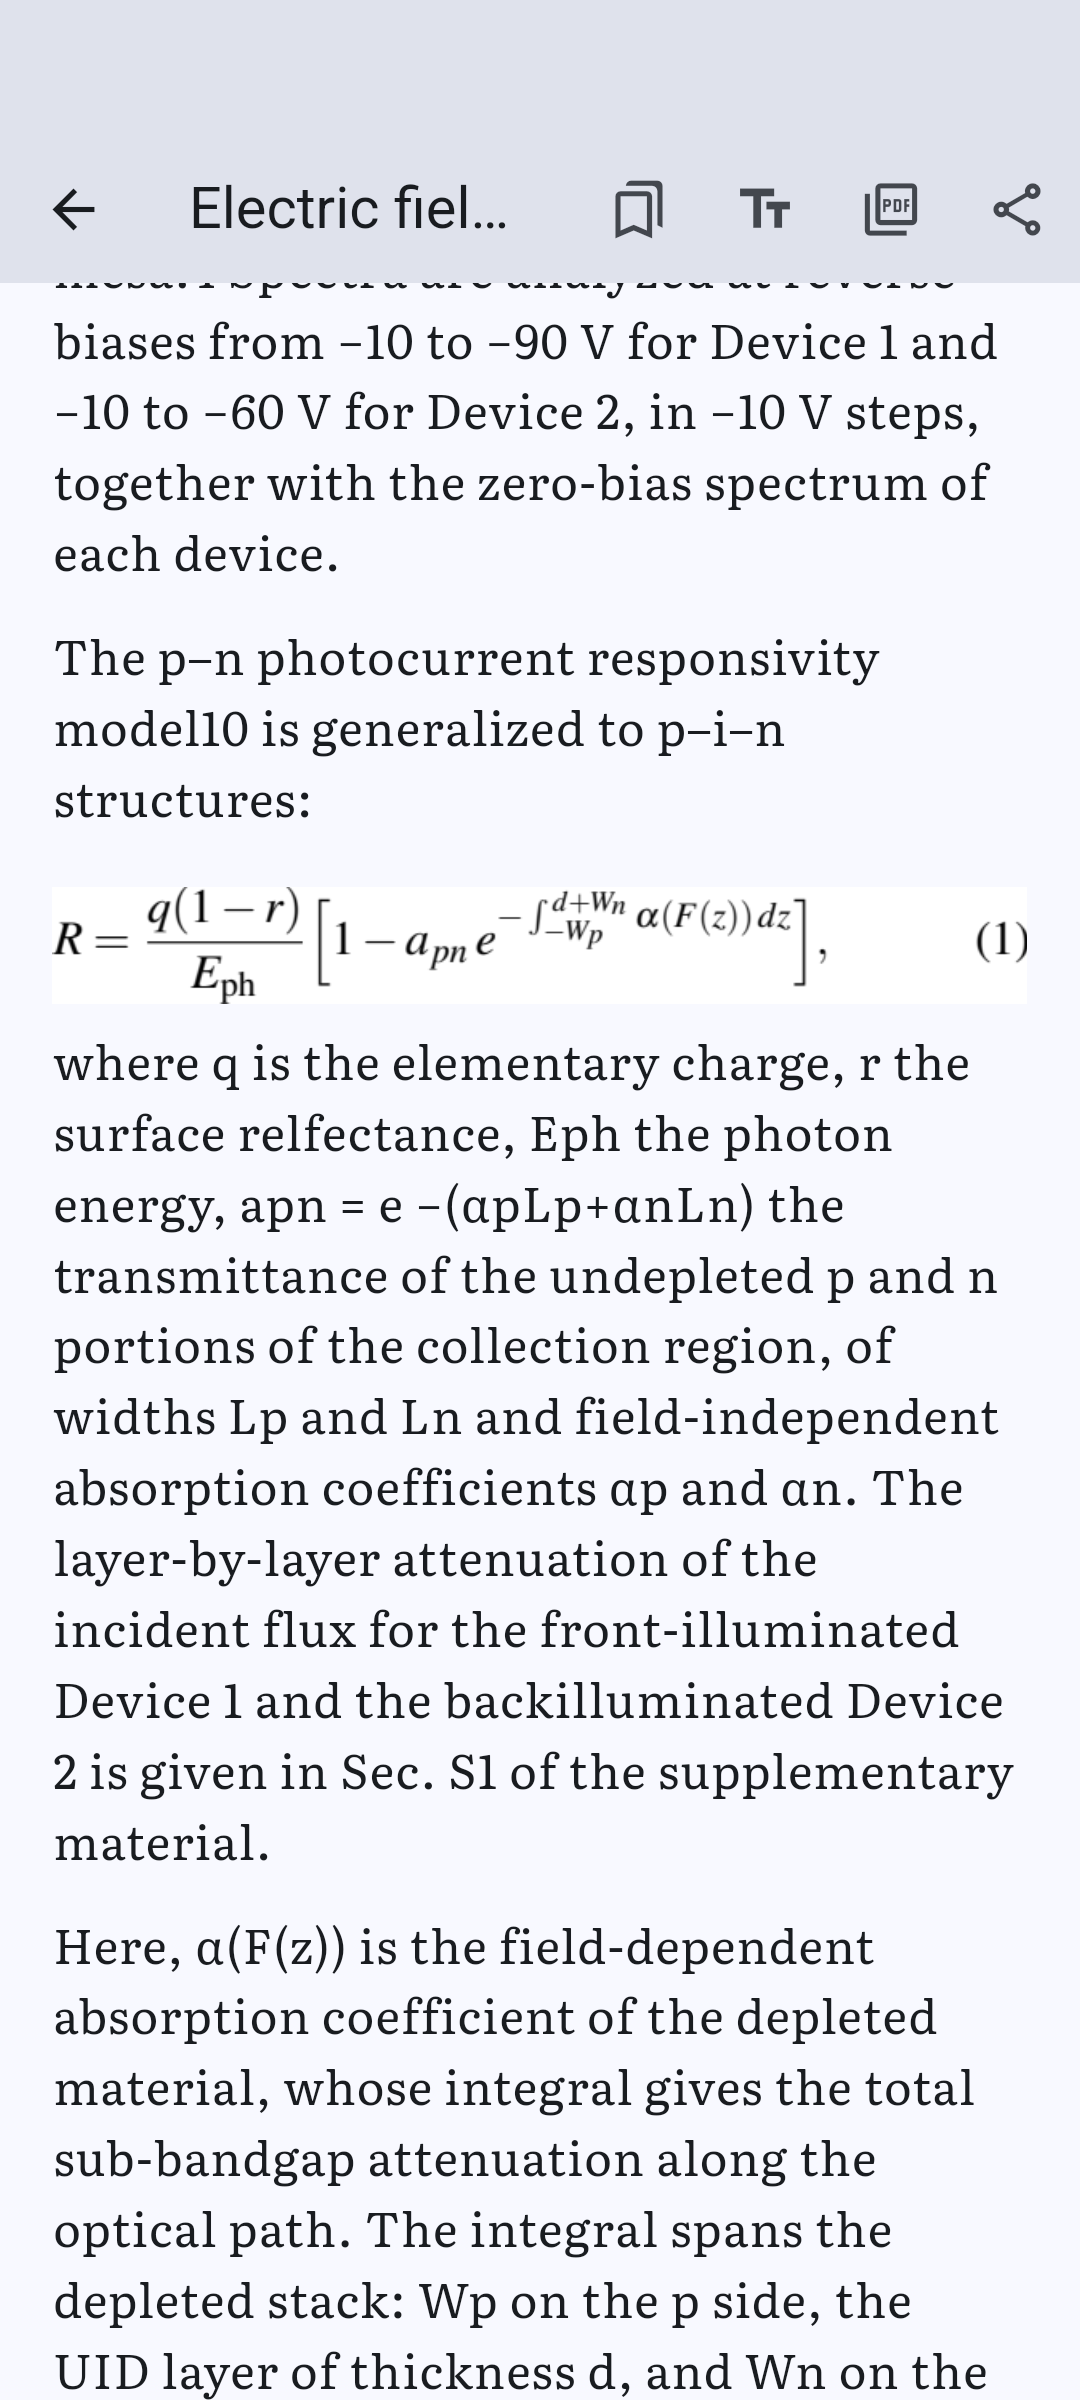 Electric fiel...
PDF
biases from −10 to −90 V for Device 1 and
−10 to −60 V for Device 2, in −10 V steps,
together with the zero-bias spectrum of
each device.
The p–n photocurrent responsivity
model10 is generalized to p–i–n
structures:
R = q(1 − r)/E_ph [1 − a_pn e^{−∫_{−W_p}^{d+W_n} α(F(z)) dz}], (1)
where q is the elementary charge, r the
surface relfectance, Eph the photon
energy, apn = e −(αpLp+αnLn) the
transmittance of the undepleted p and n
portions of the collection region, of
widths Lp and Ln and field-independent
absorption coefficients αp and αn. The
layer-by-layer attenuation of the
incident flux for the front-illuminated
Device 1 and the backilluminated Device
2 is given in Sec. S1 of the supplementary
material.
Here, α(F(z)) is the field-dependent
absorption coefficient of the depleted
material, whose integral gives the total
sub-bandgap attenuation along the
optical path. The integral spans the
depleted stack: Wp on the p side, the
UID layer of thickness d, and Wn on the